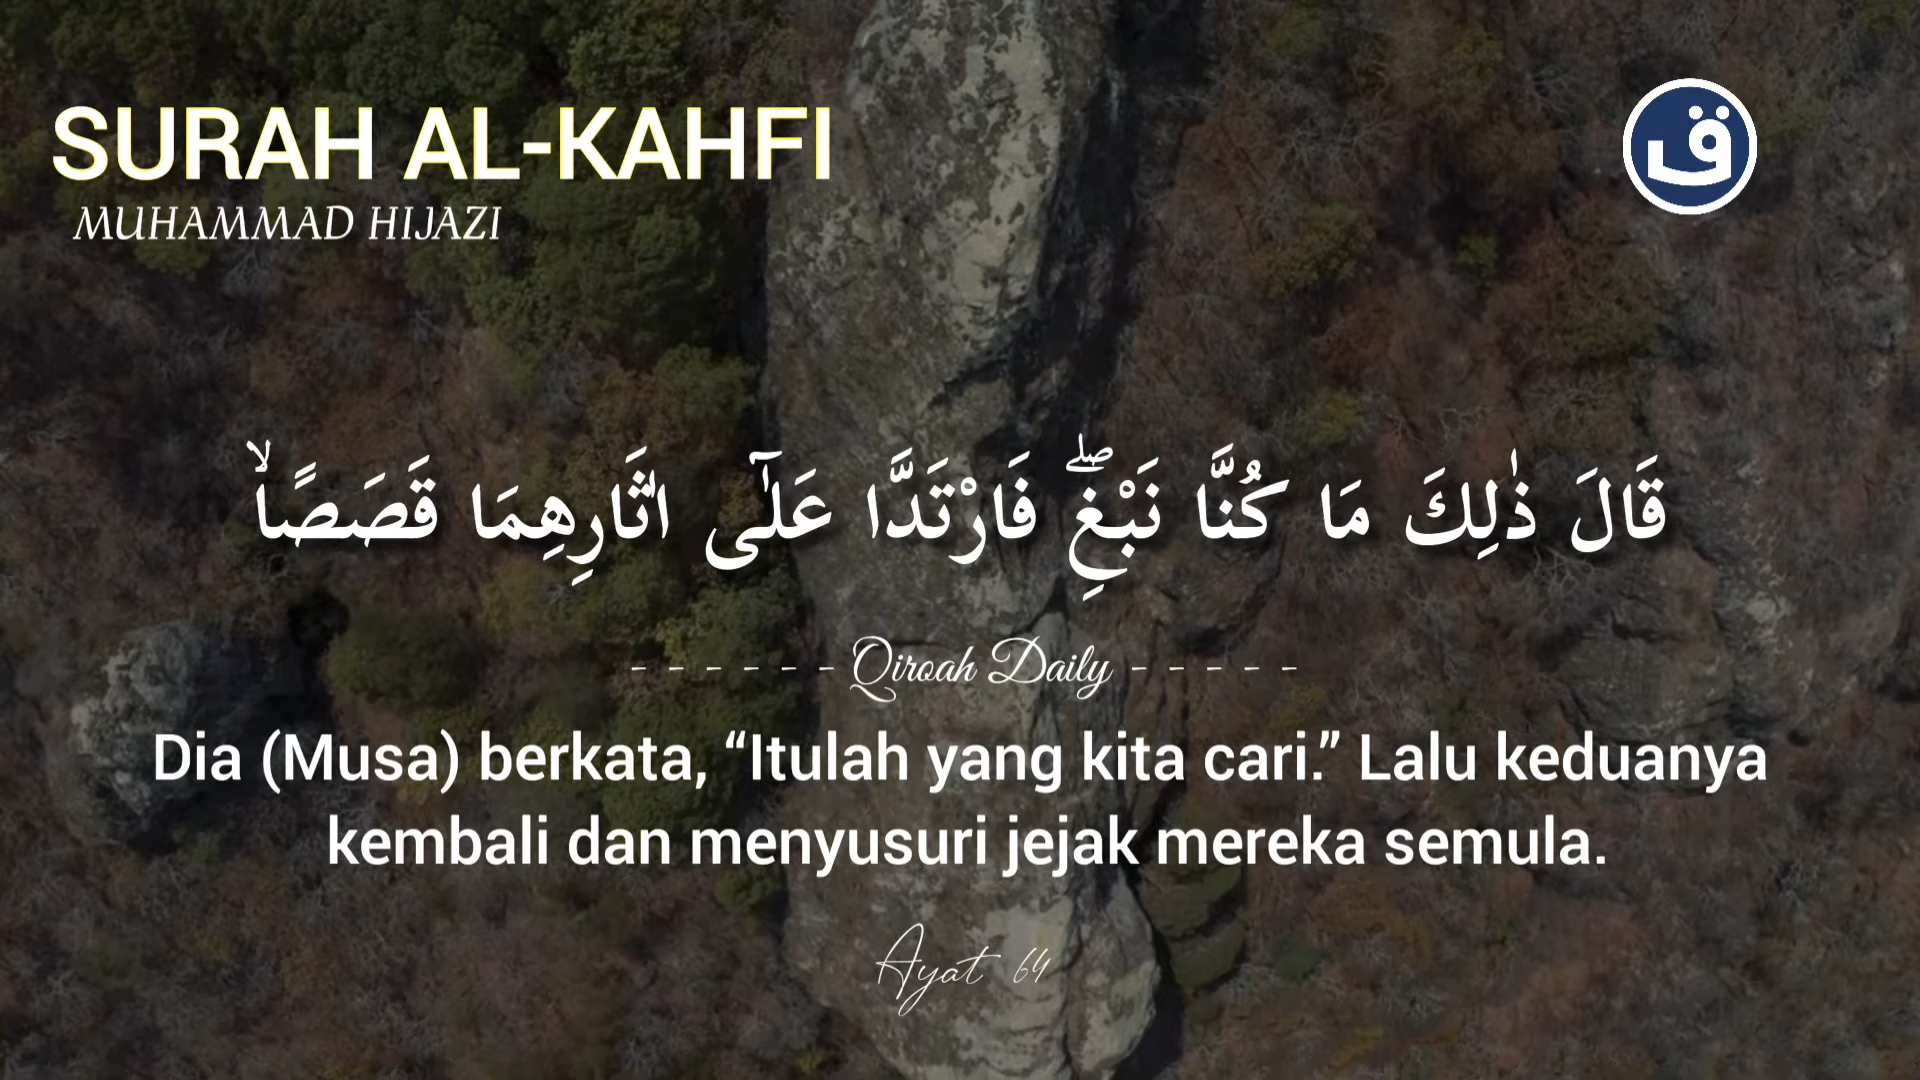 SURAH AL-KAHFI
MUHAMMAD HIJAZI
ق
قَالَ ذٰلِكَ مَا كُنَّا نَبْغِۖ فَارْتَدَّا عَلٰٓى اٰثَارِهِمَا قَصَصًاۙ
- - - - - - Qiroah Daily - - - - -
Dia (Musa) berkata, “Itulah yang kita cari.” Lalu keduanya
kembali dan menyusuri jejak mereka semula.
Ayat 64